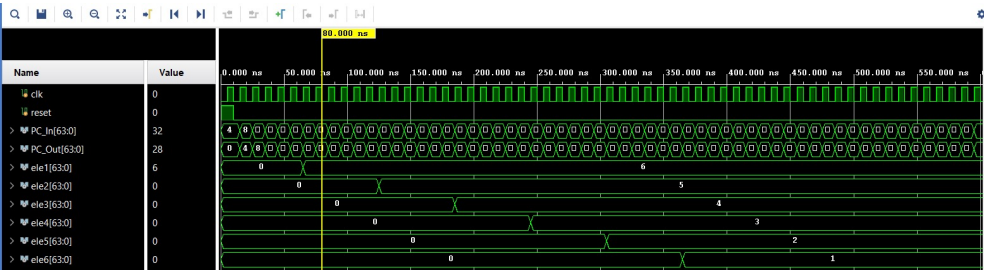 80.000 ns
Name Value 0.000 ns 50.000 ns 100.000 ns 150.000 ns 200.000 ns 250.000 ns 300.000 ns 350.000 ns 400.000 ns 450.000 ns 500.000 ns 550.000 ns
clk 0
reset 0
PC_In[63:0] 32 4 8
PC_Out[63:0] 28 0 4 8
ele1[63:0] 6 0 6
ele2[63:0] 0 0 5
ele3[63:0] 0 0 4
ele4[63:0] 0 0 3
ele5[63:0] 0 0 2
ele6[63:0] 0 0 1